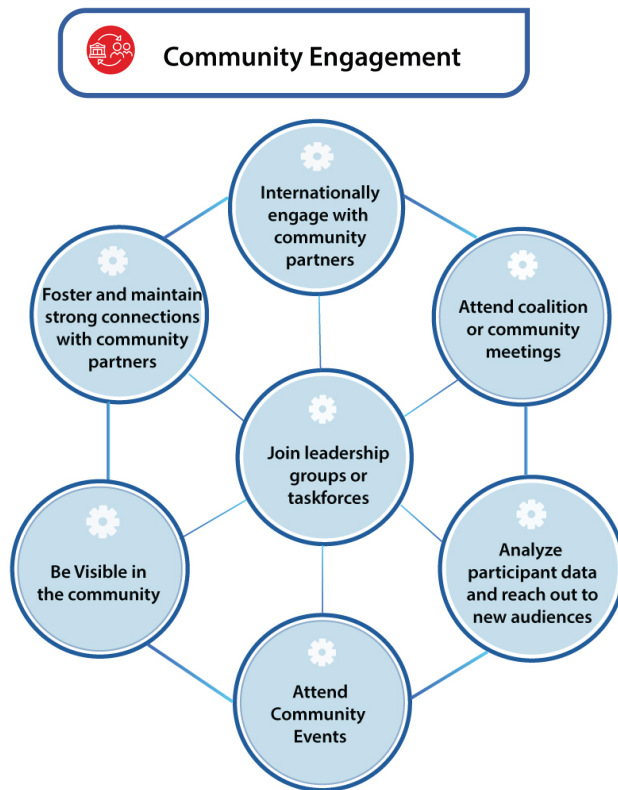 Community Engagement
Internationally
engage with
community
partners
Foster and maintain
strong connections
with community
partners
Attend coalition
or community
meetings
Join leadership
groups or
taskforces
Be Visible in
the community
Analyze
participant data
and reach out to
new audiences
Attend
Community
Events